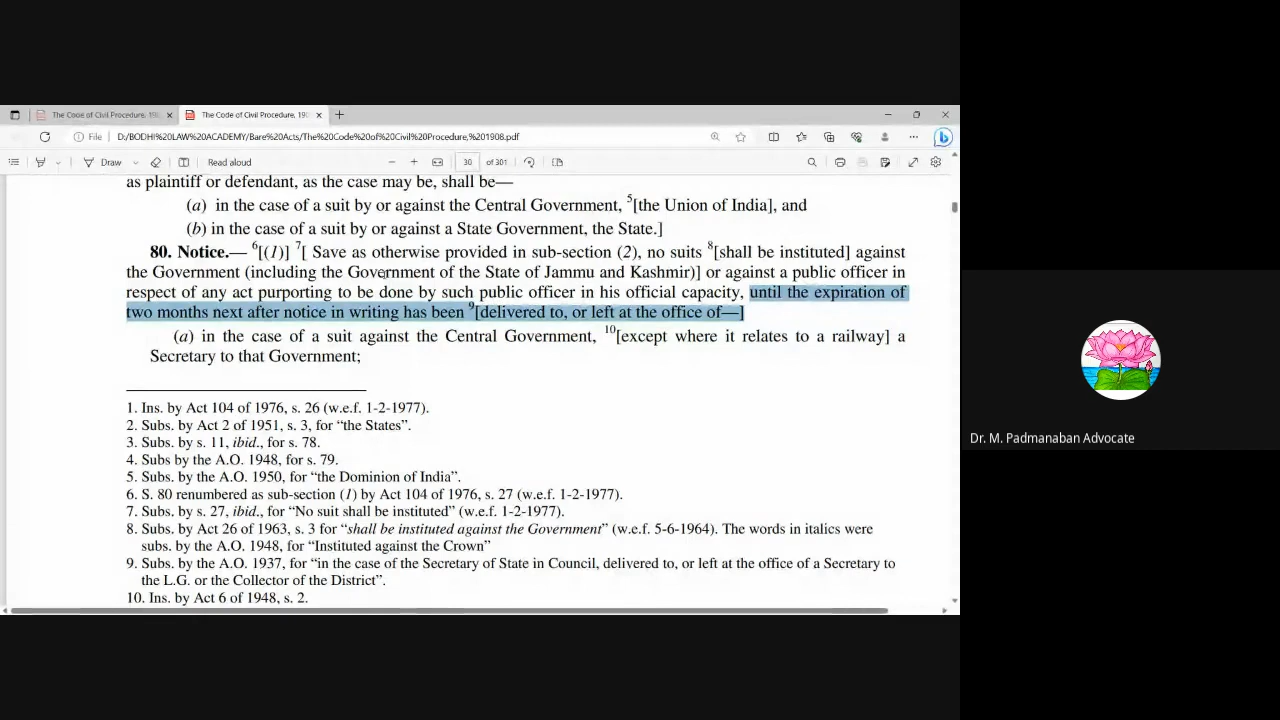 The Code of Civil Procedure, 190
The Code of Civil Procedure, 190
File
D:/BODHI%20LAW%20ACADEMY/Bare%20Acts/The%20Code%20of%20Civil%20Procedure,%201908.pdf
Draw
Read aloud
30
of 301
as plaintiff or defendant, as the case may be, shall be—
(a) in the case of a suit by or against the Central Government, 5[the Union of India], and
(b) in the case of a suit by or against a State Government, the State.]
80. Notice.— 6[(1)] 7[ Save as otherwise provided in sub-section (2), no suits 8[shall be instituted] against
the Government (including the Government of the State of Jammu and Kashmir)] or against a public officer in
respect of any act purporting to be done by such public officer in his official capacity, until the expiration of
two months next after notice in writing has been 9[delivered to, or left at the office of—]
(a) in the case of a suit against the Central Government, 10[except where it relates to a railway] a
Secretary to that Government;
1. Ins. by Act 104 of 1976, s. 26 (w.e.f. 1-2-1977).
2. Subs. by Act 2 of 1951, s. 3, for “the States”.
3. Subs. by s. 11, ibid., for s. 78.
4. Subs by the A.O. 1948, for s. 79.
5. Subs. by the A.O. 1950, for “the Dominion of India”.
6. S. 80 renumbered as sub-section (1) by Act 104 of 1976, s. 27 (w.e.f. 1-2-1977).
7. Subs. by s. 27, ibid., for “No suit shall be instituted” (w.e.f. 1-2-1977).
8. Subs. by Act 26 of 1963, s. 3 for “shall be instituted against the Government” (w.e.f. 5-6-1964). The words in italics were
subs. by the A.O. 1948, for “Instituted against the Crown”
9. Subs. by the A.O. 1937, for “in the case of the Secretary of State in Council, delivered to, or left at the office of a Secretary to
the L.G. or the Collector of the District”.
10. Ins. by Act 6 of 1948, s. 2.
Dr. M. Padmanaban Advocate